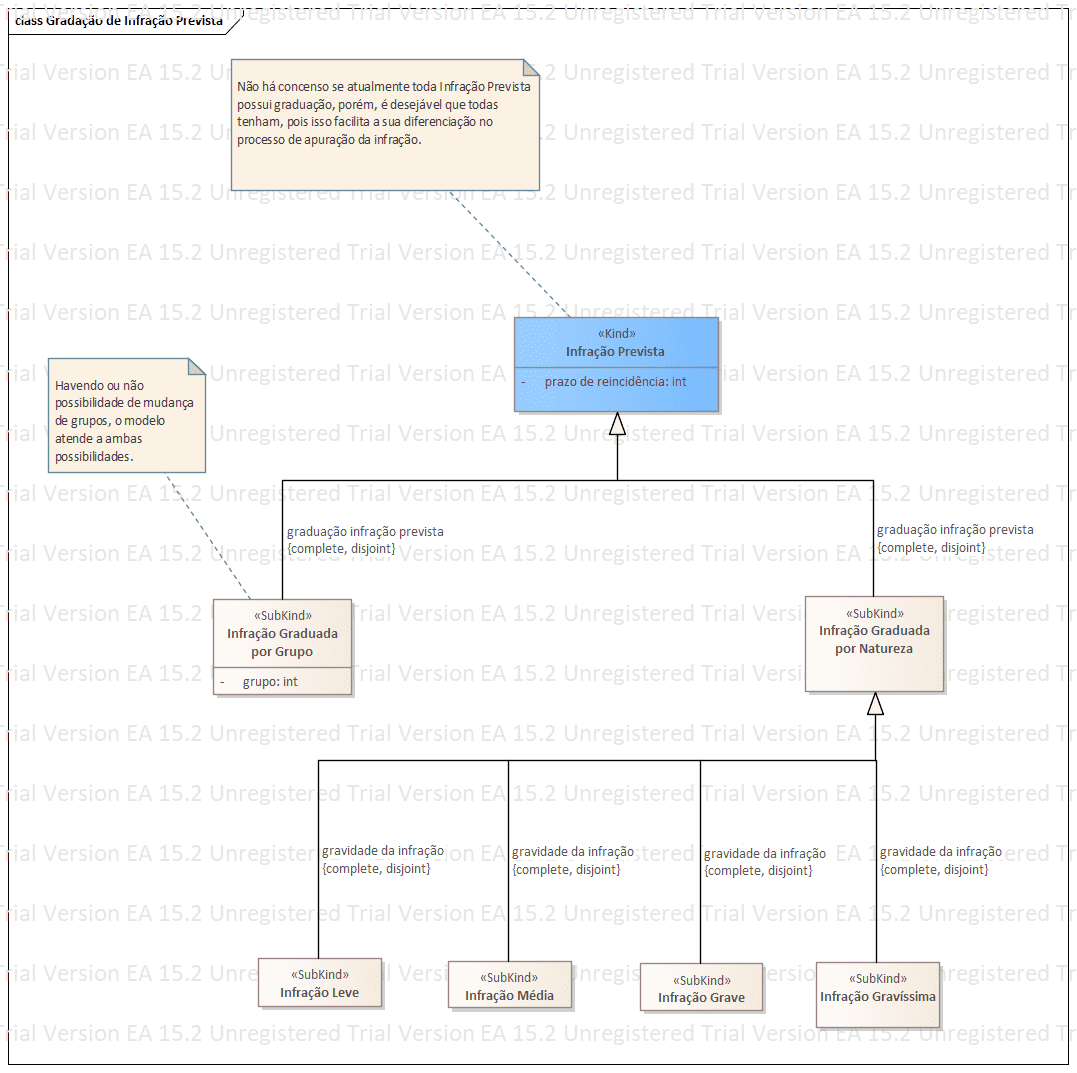 class Gradação de Infração Prevista
Não há concenso se atualmente toda Infração Prevista
possui graduação, porém, é desejável que todas
tenham, pois isso facilita a sua diferenciação no
processo de apuração da infração.
«Kind»
Infração Prevista
- prazo de reincidência: int
Havendo ou não
possibilidade de mudança
de grupos, o modelo
atende a ambas
possibilidades.
graduação infração prevista
{complete, disjoint}
graduação infração prevista
{complete, disjoint}
«SubKind»
Infração Graduada
por Grupo
- grupo: int
«SubKind»
Infração Graduada
por Natureza
gravidade da infração
{complete, disjoint}
gravidade da infração
{complete, disjoint}
gravidade da infração
{complete, disjoint}
gravidade da infração
{complete, disjoint}
«SubKind»
Infração Leve
«SubKind»
Infração Média
«SubKind»
Infração Grave
«SubKind»
Infração Gravíssima
Trial Version EA 15.2 Unregistered Trial Version EA 15.2 Unregistered Trial